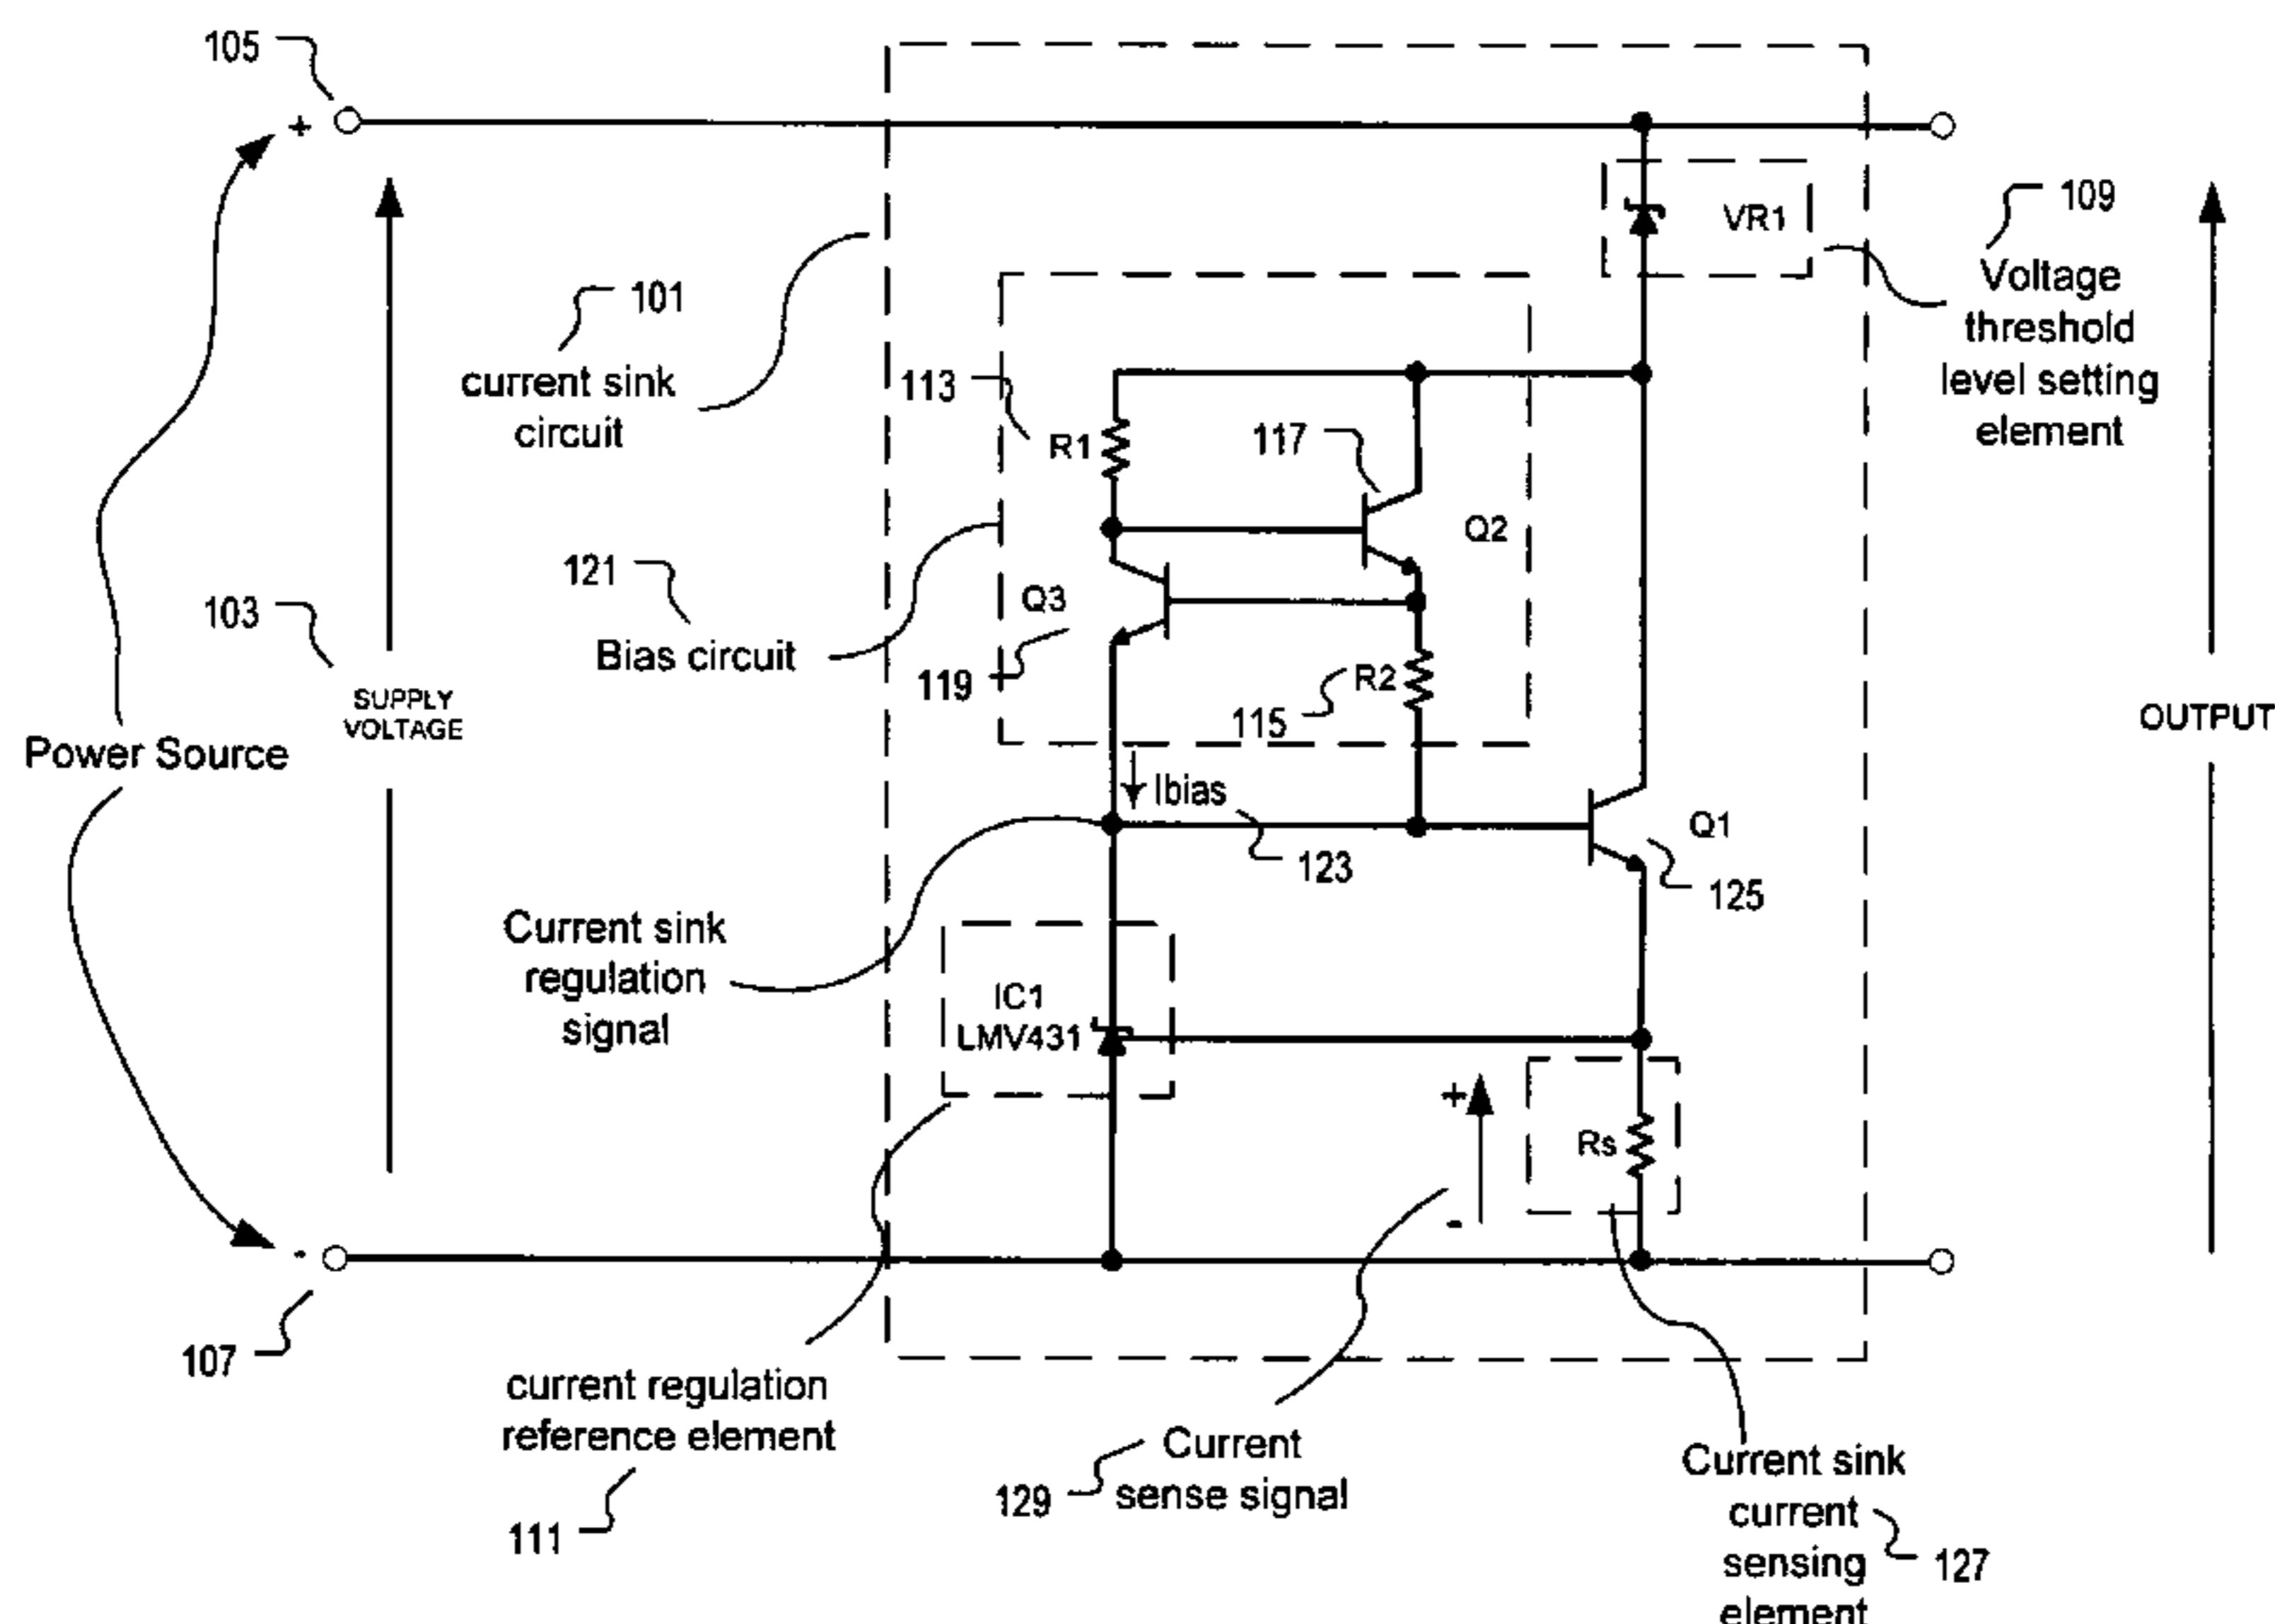 105
+
101
current sink
circuit
103
SUPPLY
VOLTAGE
Power Source
-
107
VR1
109
Voltage
threshold
level setting
element
113
R1
117
Q2
121
Bias circuit
Q3
119
R2
115
Ibias
123
Q1
125
OUTPUT
Current sink
regulation
signal
IC1
LMV431
+
-
Rs
current regulation
reference element
111
Current
sense signal
129
Current sink
current
sensing
element
127